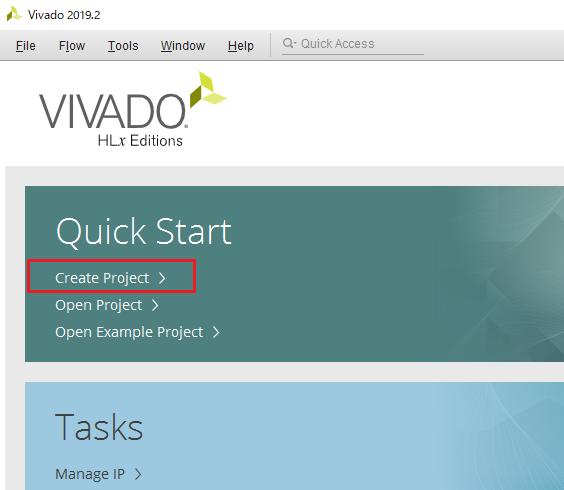 Vivado 2019.2
File Flow Tools Window Help Quick Access
VIVADO.
HLx Editions
Quick Start
Create Project
Open Project
Open Example Project
Tasks
Manage IP